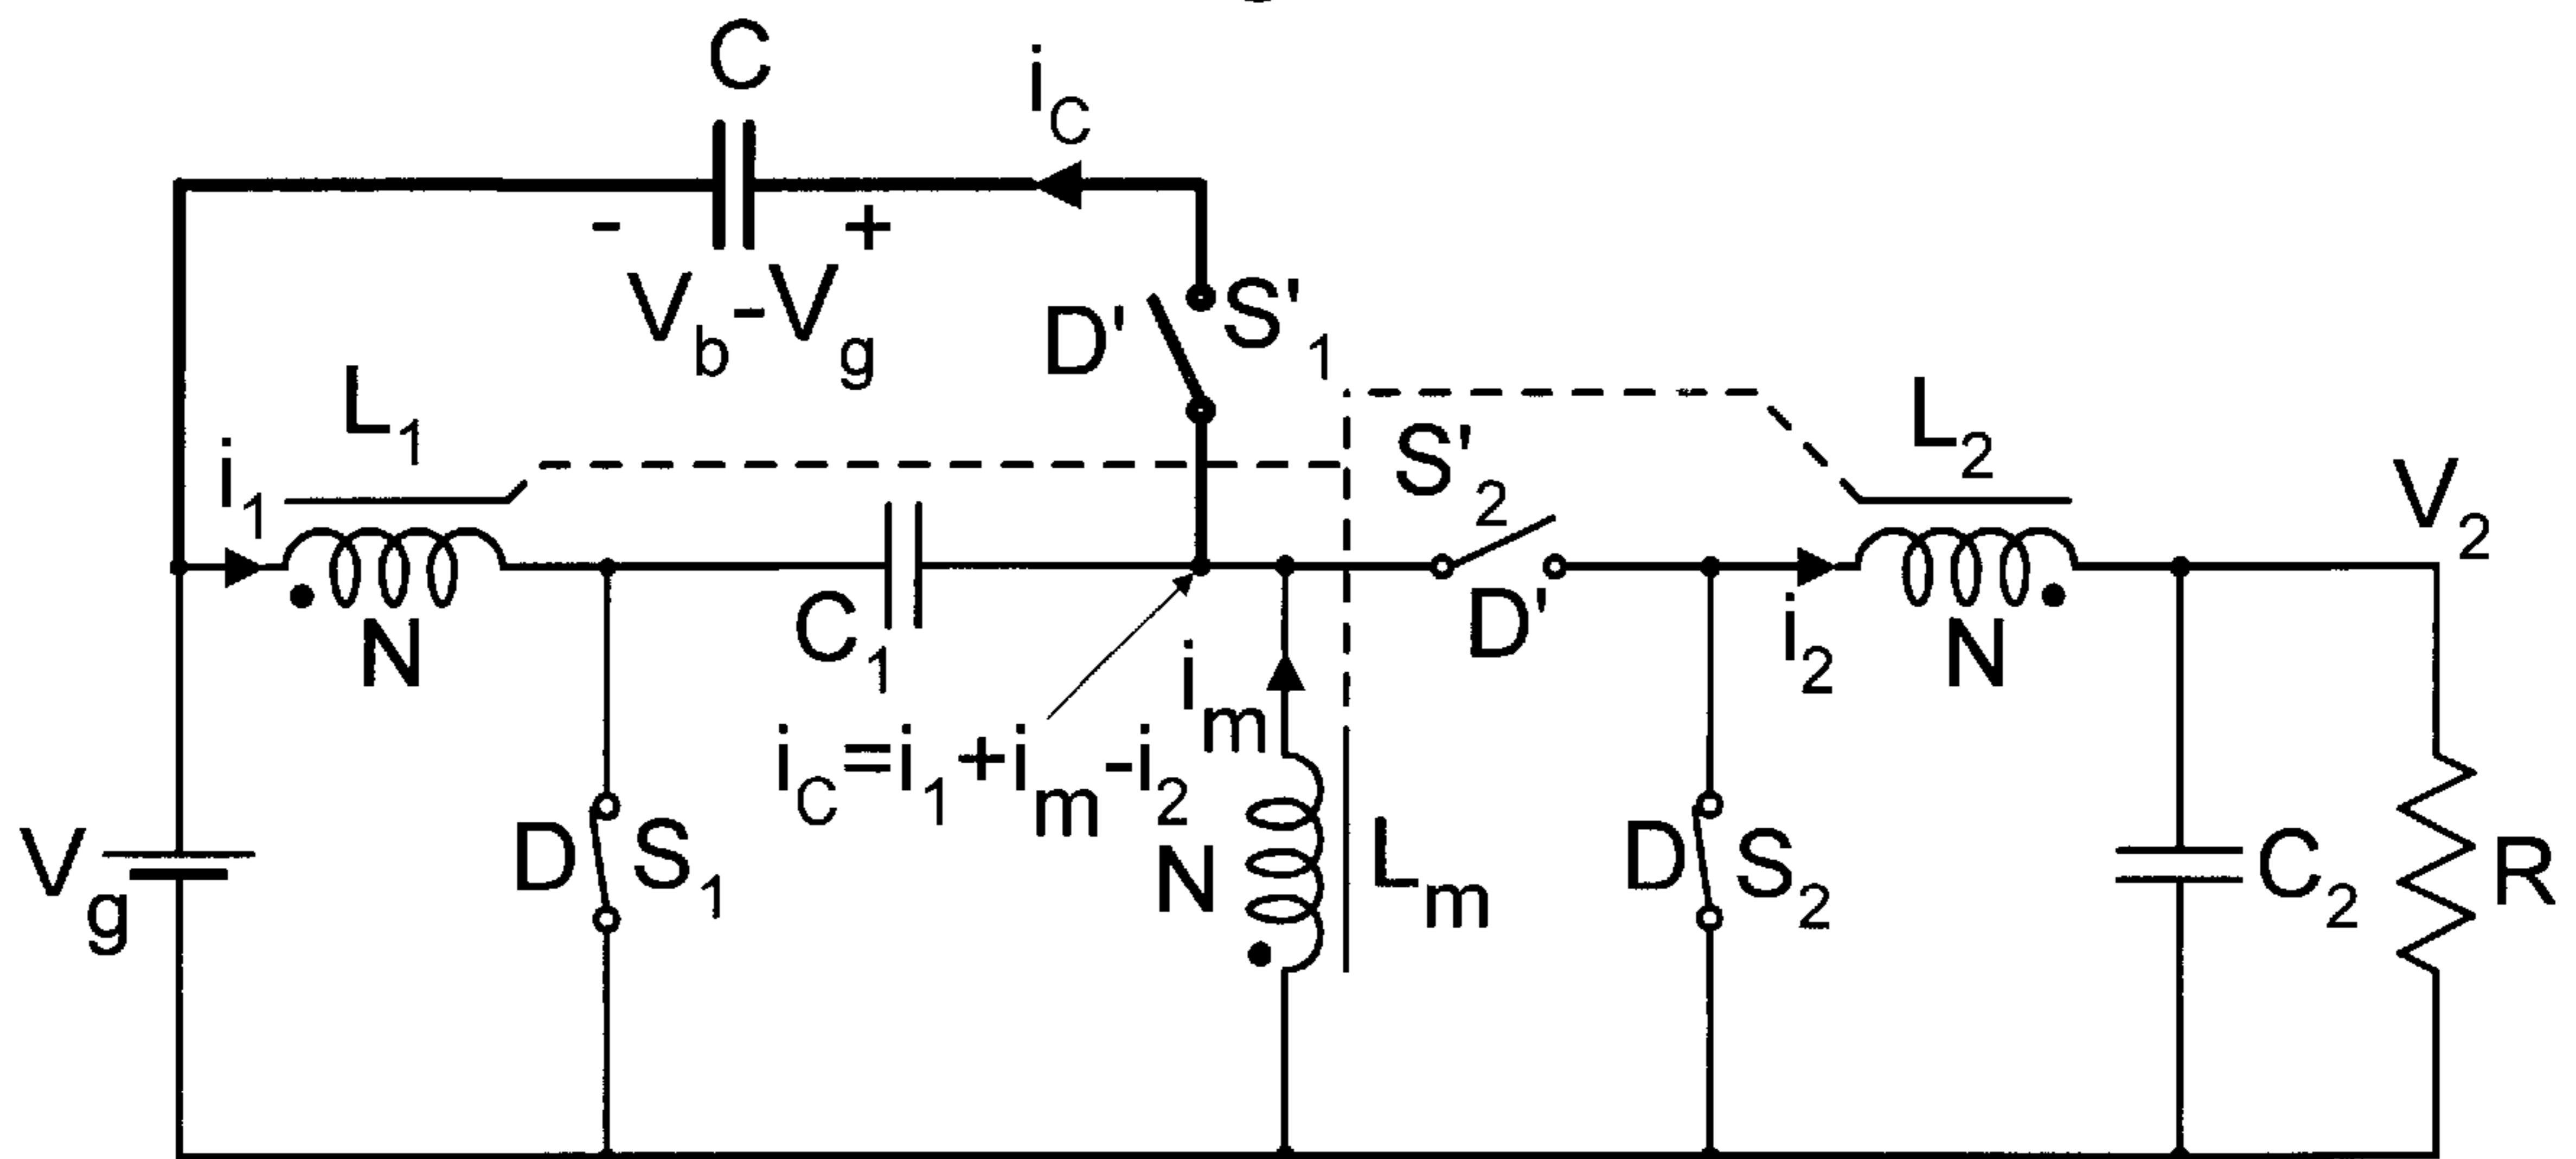 C
i_C
- +
V_b-V_g
D' S'_1
L_1
i_1
N
C_1
S'_2
D'
L_2
i_2
N
V_2
i_C=i_1+i_m-i_2
i_m
N
L_m
V_g
D S_1
D S_2
C_2
R